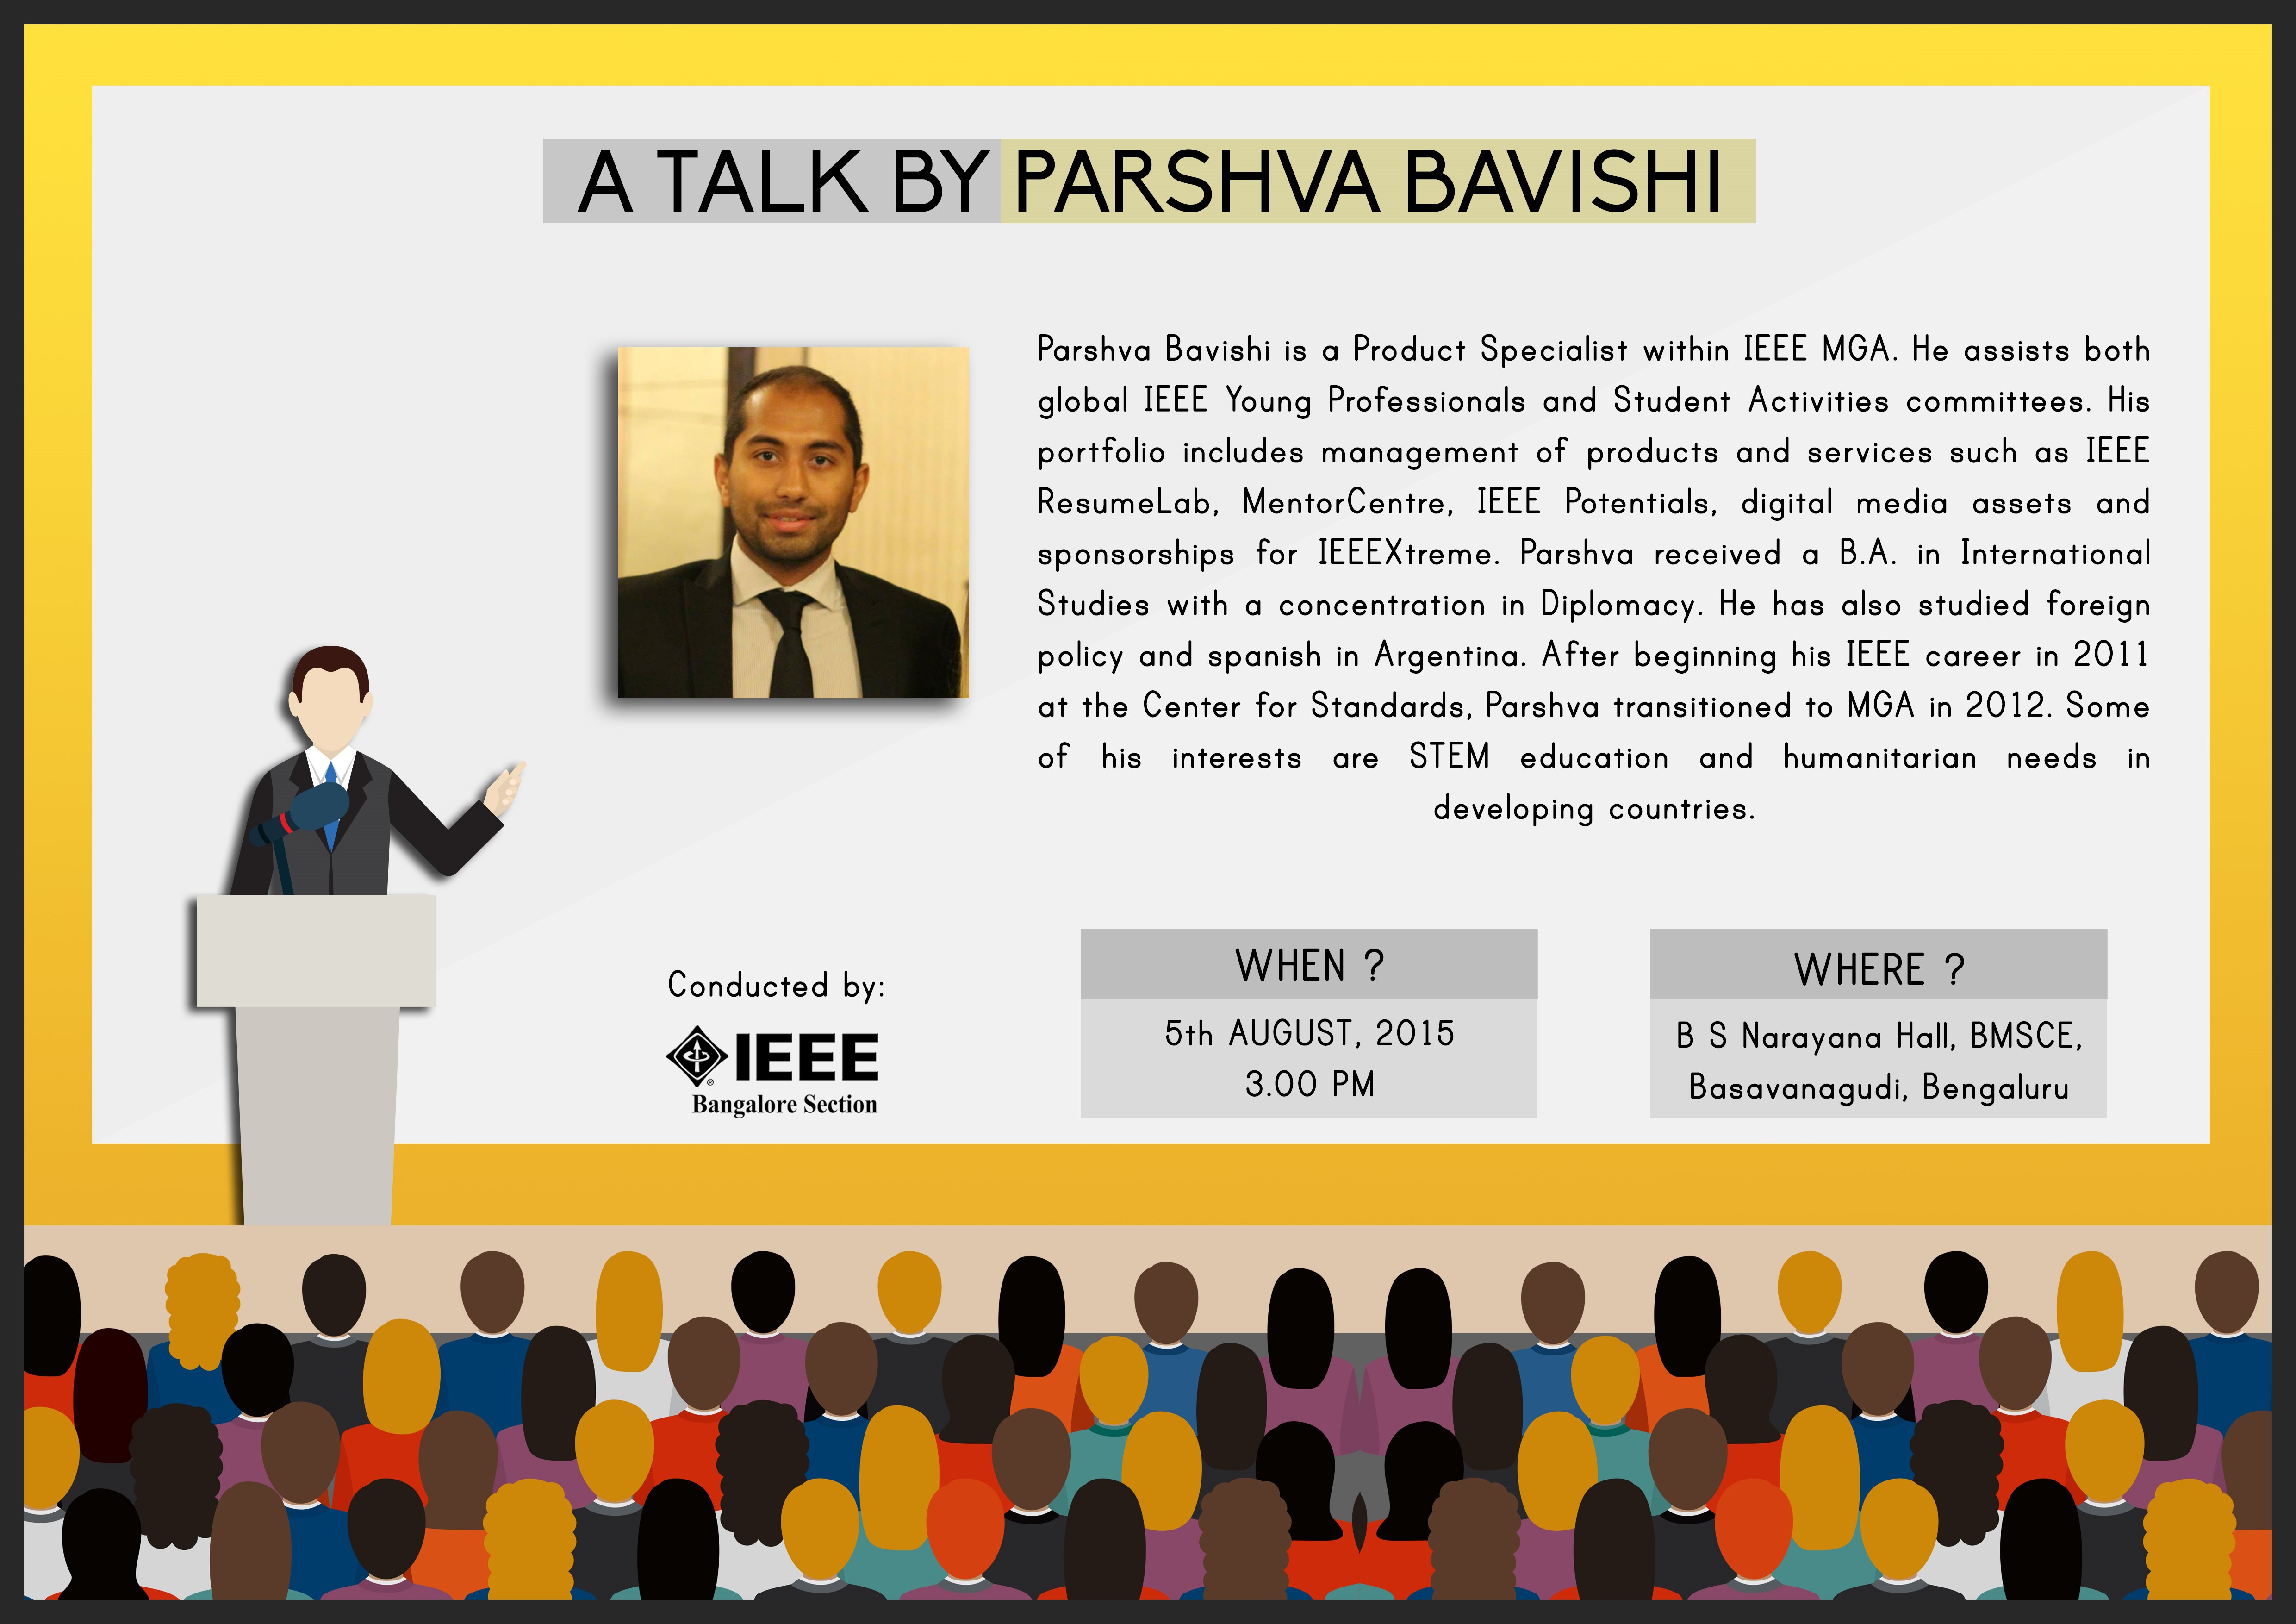 A TALK BY PARSHVA BAVISHI
Parshva Bavishi is a Product Specialist within IEEE MGA. He assists both
global IEEE Young Professionals and Student Activities committees. His
portfolio includes management of products and services such as IEEE
ResumeLab, MentorCentre, IEEE Potentials, digital media assets and
sponsorships for IEEEXtreme. Parshva received a B.A. in International
Studies with a concentration in Diplomacy. He has also studied foreign
policy and spanish in Argentina. After beginning his IEEE career in 2011
at the Center for Standards, Parshva transitioned to MGA in 2012. Some
of his interests are STEM education and humanitarian needs in
developing countries.
Conducted by:
IEEE
®
Bangalore Section
WHEN ?
5th AUGUST, 2015
3.00 PM
WHERE ?
B S Narayana Hall, BMSCE,
Basavanagudi, Bengaluru